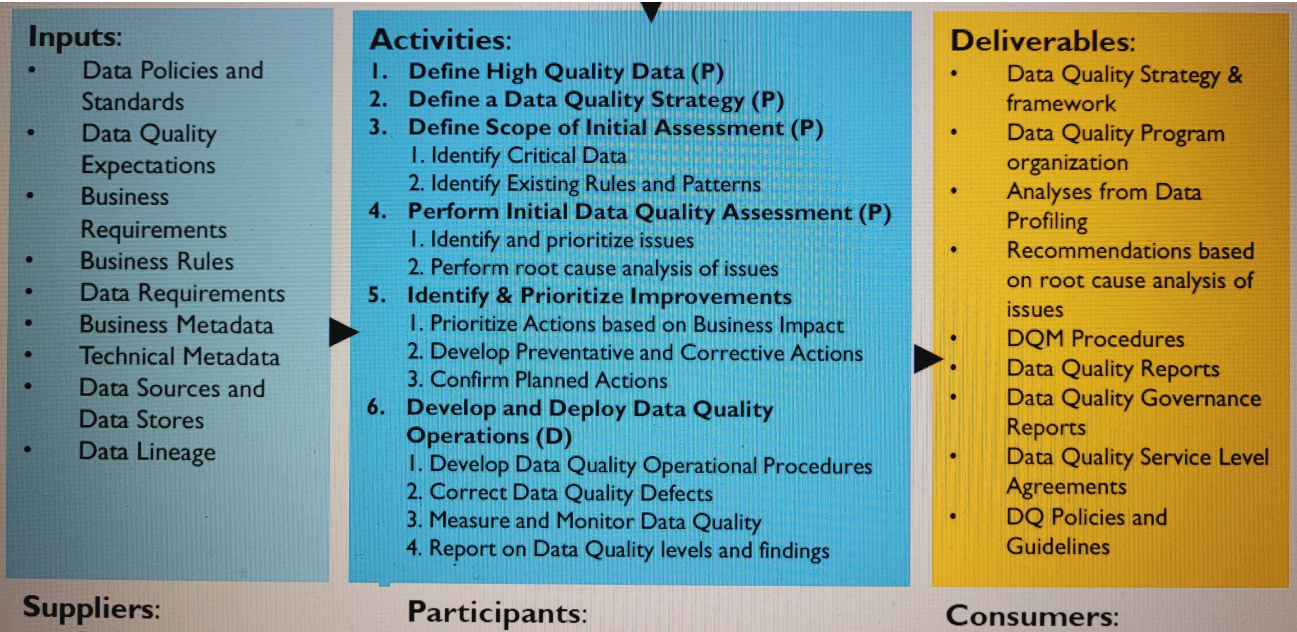 Inputs:
• Data Policies and
Standards
• Data Quality
Expectations
• Business
Requirements
• Business Rules
• Data Requirements
• Business Metadata
• Technical Metadata
• Data Sources and
Data Stores
• Data Lineage
Activities:
1. Define High Quality Data (P)
2. Define a Data Quality Strategy (P)
3. Define Scope of Initial Assessment (P)
1. Identify Critical Data
2. Identify Existing Rules and Patterns
4. Perform Initial Data Quality Assessment (P)
1. Identify and prioritize issues
2. Perform root cause analysis of issues
5. Identify & Prioritize Improvements
1. Prioritize Actions based on Business Impact
2. Develop Preventative and Corrective Actions
3. Confirm Planned Actions
6. Develop and Deploy Data Quality
Operations (D)
1. Develop Data Quality Operational Procedures
2. Correct Data Quality Defects
3. Measure and Monitor Data Quality
4. Report on Data Quality levels and findings
Deliverables:
• Data Quality Strategy &
framework
• Data Quality Program
organization
• Analyses from Data
Profiling
• Recommendations based
on root cause analysis of
issues
• DQM Procedures
• Data Quality Reports
• Data Quality Governance
Reports
• Data Quality Service Level
Agreements
• DQ Policies and
Guidelines
Suppliers:
Participants:
Consumers: